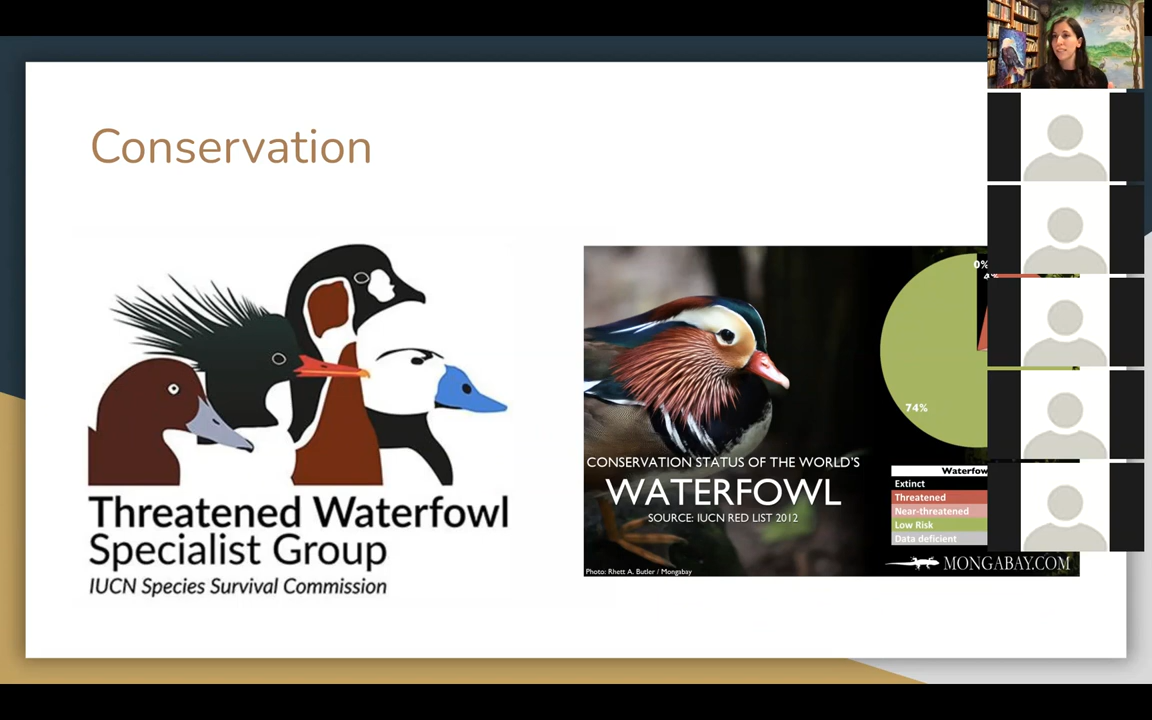 Conservation
Threatened Waterfowl
Specialist Group
IUCN Species Survival Commission
0%
74%
CONSERVATION STATUS OF THE WORLD'S
WATERFOWL
SOURCE: IUCN RED LIST 2012
Extinct
Threatened
Near-threatened
Low Risk
Data deficient
Photo: Rhett A. Butler / Mongabay
MONGABAY.COM